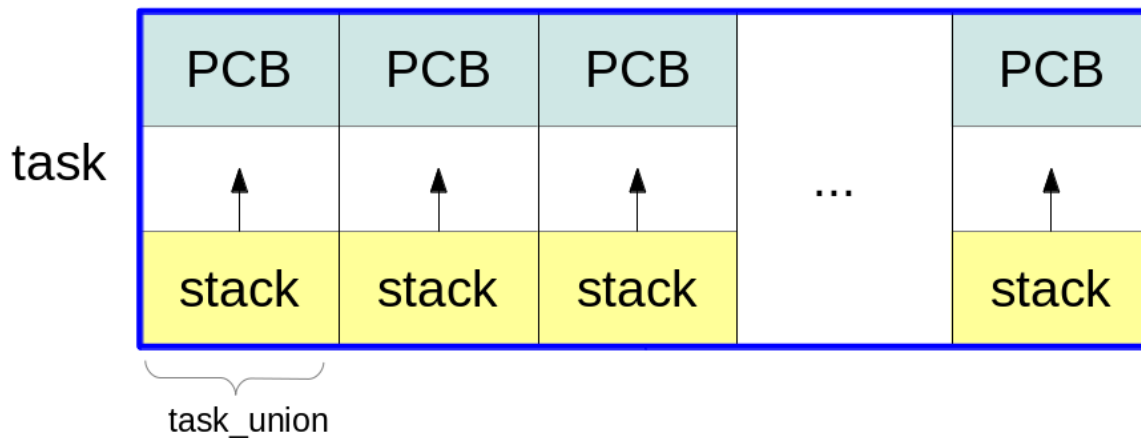 PCB PCB PCB PCB
task
...
stack stack stack stack
task_union